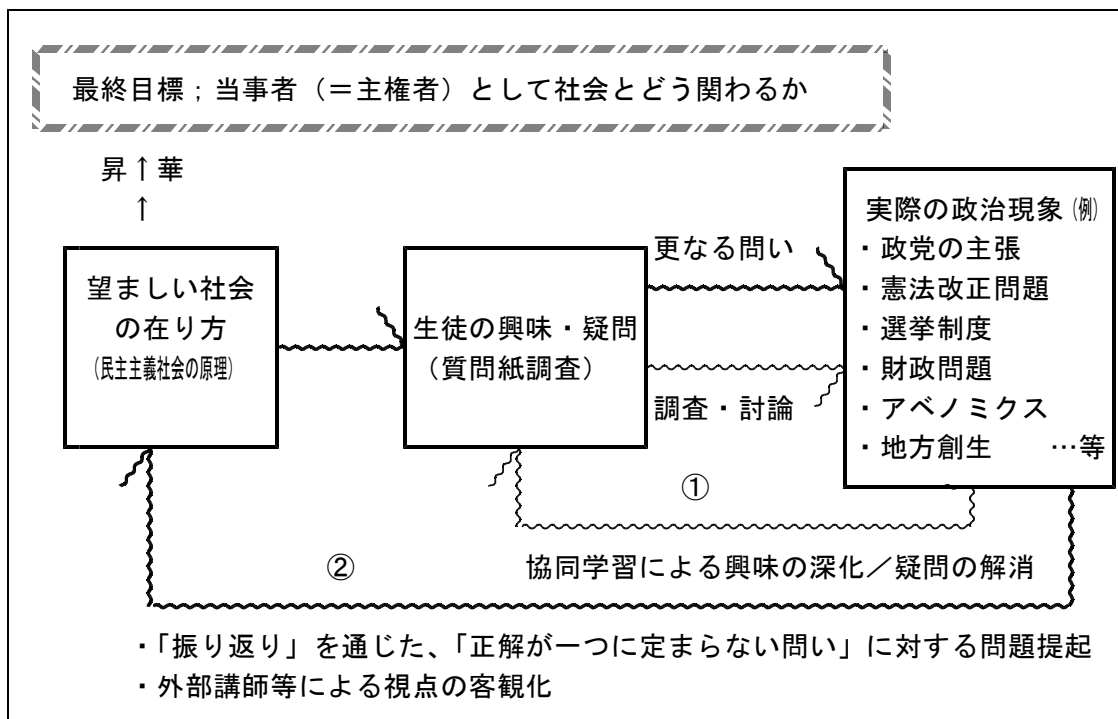 最終目標；当事者（＝主権者）として社会とどう関わるか
昇↑華
↑
望ましい社会
の在り方
(民主主義社会の原理)
生徒の興味・疑問
（質問紙調査）
更なる問い
調査・討論
実際の政治現象(例)
・政党の主張
・憲法改正問題
・選挙制度
・財政問題
・アベノミクス
・地方創生　…等
①
協同学習による興味の深化／疑問の解消
②
・「振り返り」を通じた、「正解が一つに定まらない問い」に対する問題提起
・外部講師等による視点の客観化